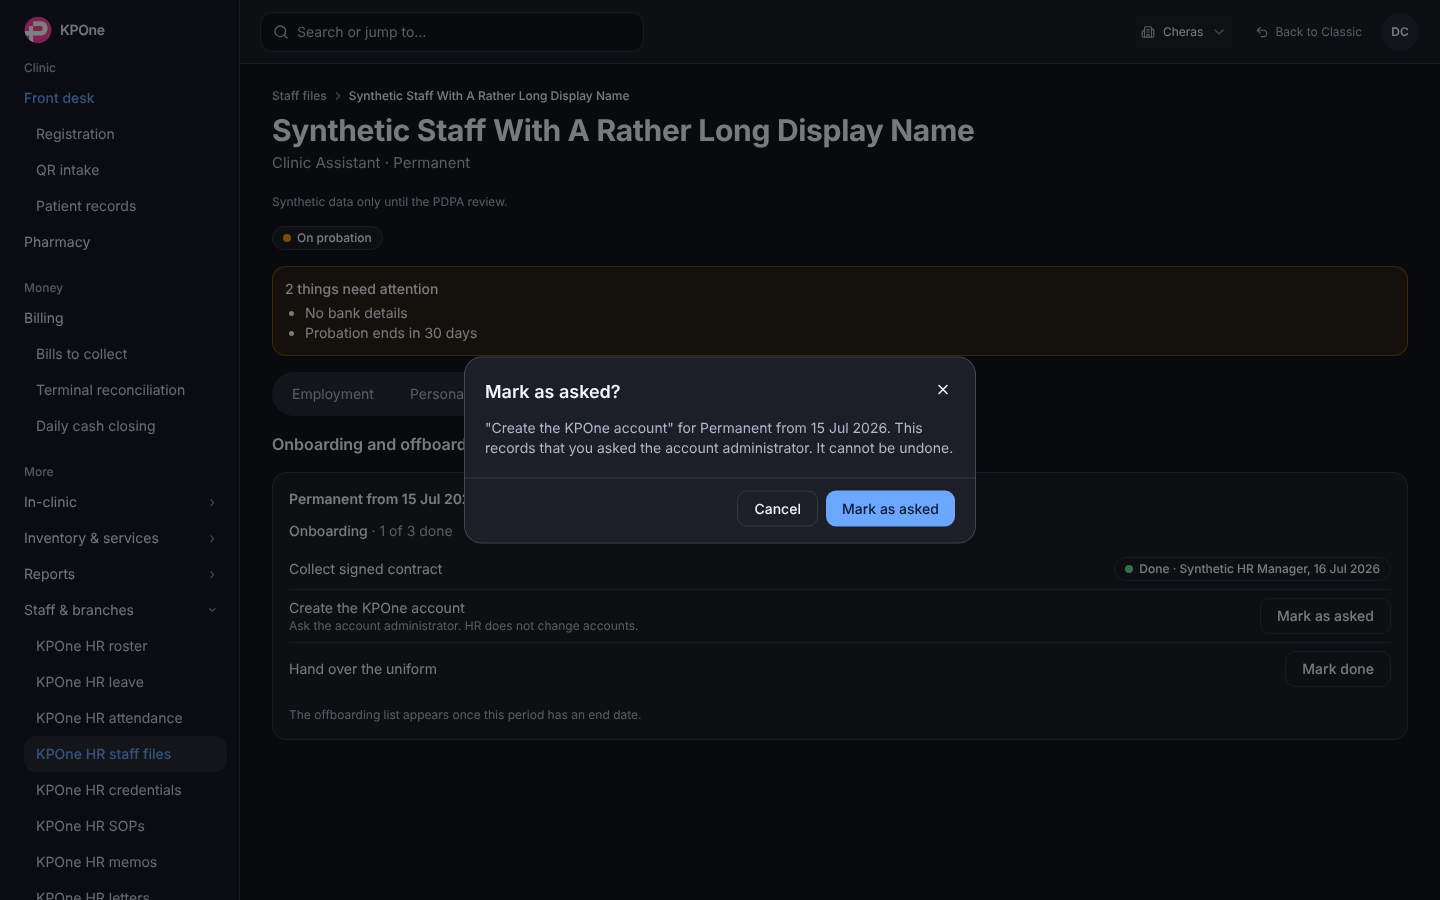 KPOne
Search or jump to...
Cheras
Back to Classic
DC
Clinic
Front desk
Registration
QR intake
Patient records
Pharmacy
Money
Billing
Bills to collect
Terminal reconciliation
Daily cash closing
More
In-clinic
Inventory & services
Reports
Staff & branches
KPOne HR roster
KPOne HR leave
KPOne HR attendance
KPOne HR staff files
KPOne HR credentials
KPOne HR SOPs
KPOne HR memos
KPOne HR letters
Staff files > Synthetic Staff With A Rather Long Display Name
Synthetic Staff With A Rather Long Display Name
Clinic Assistant · Permanent
Synthetic data only until the PDPA review.
On probation
2 things need attention
• No bank details
• Probation ends in 30 days
Employment
Persona
Onboarding and offboard
Mark as asked?
"Create the KPOne account" for Permanent from 15 Jul 2026. This
records that you asked the account administrator. It cannot be undone.
Cancel
Mark as asked
Permanent from 15 Jul 202
Onboarding · 1 of 3 done
Collect signed contract
Done · Synthetic HR Manager, 16 Jul 2026
Create the KPOne account
Ask the account administrator. HR does not change accounts.
Mark as asked
Hand over the uniform
Mark done
The offboarding list appears once this period has an end date.